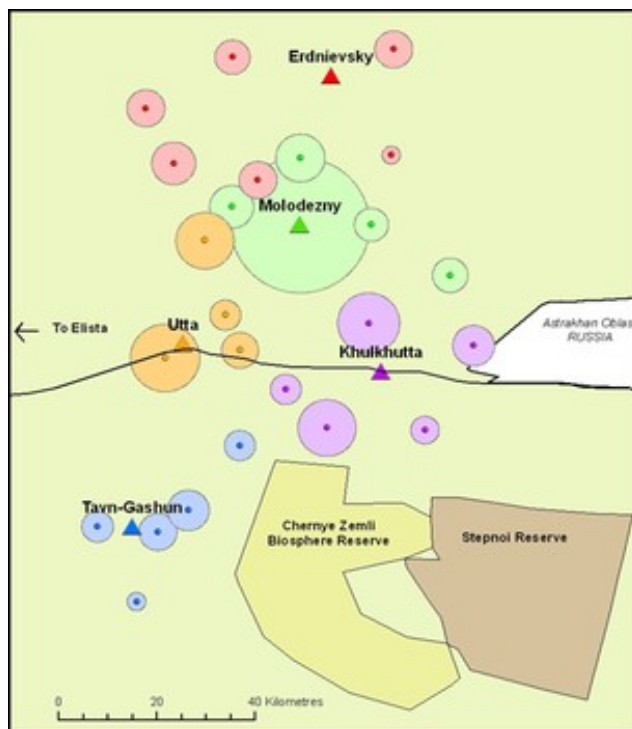 Erdnievsky
Molodezny
To Elista
Utta
Astrakhan Oblast
RUSSIA
Khulkhutta
Tavn-Gashun
Chernye Zemli
Biosphere Reserve
Stepnoi Reserve
0 20 40 Kilometres